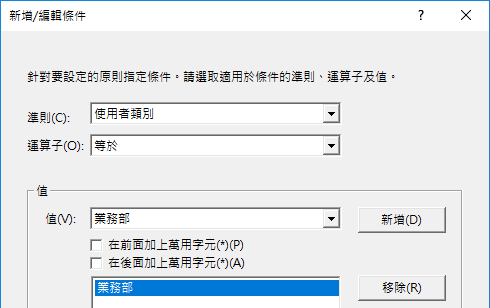 新增/編輯條件
?
針對要設定的原則指定條件。請選取適用於條件的準則、運算子及值。
準則(C):
使用者類別
運算子(O):
等於
值
值(V):
業務部
新增(D)
在前面加上萬用字元(*)(P)
在後面加上萬用字元(*)(A)
業務部
移除(R)